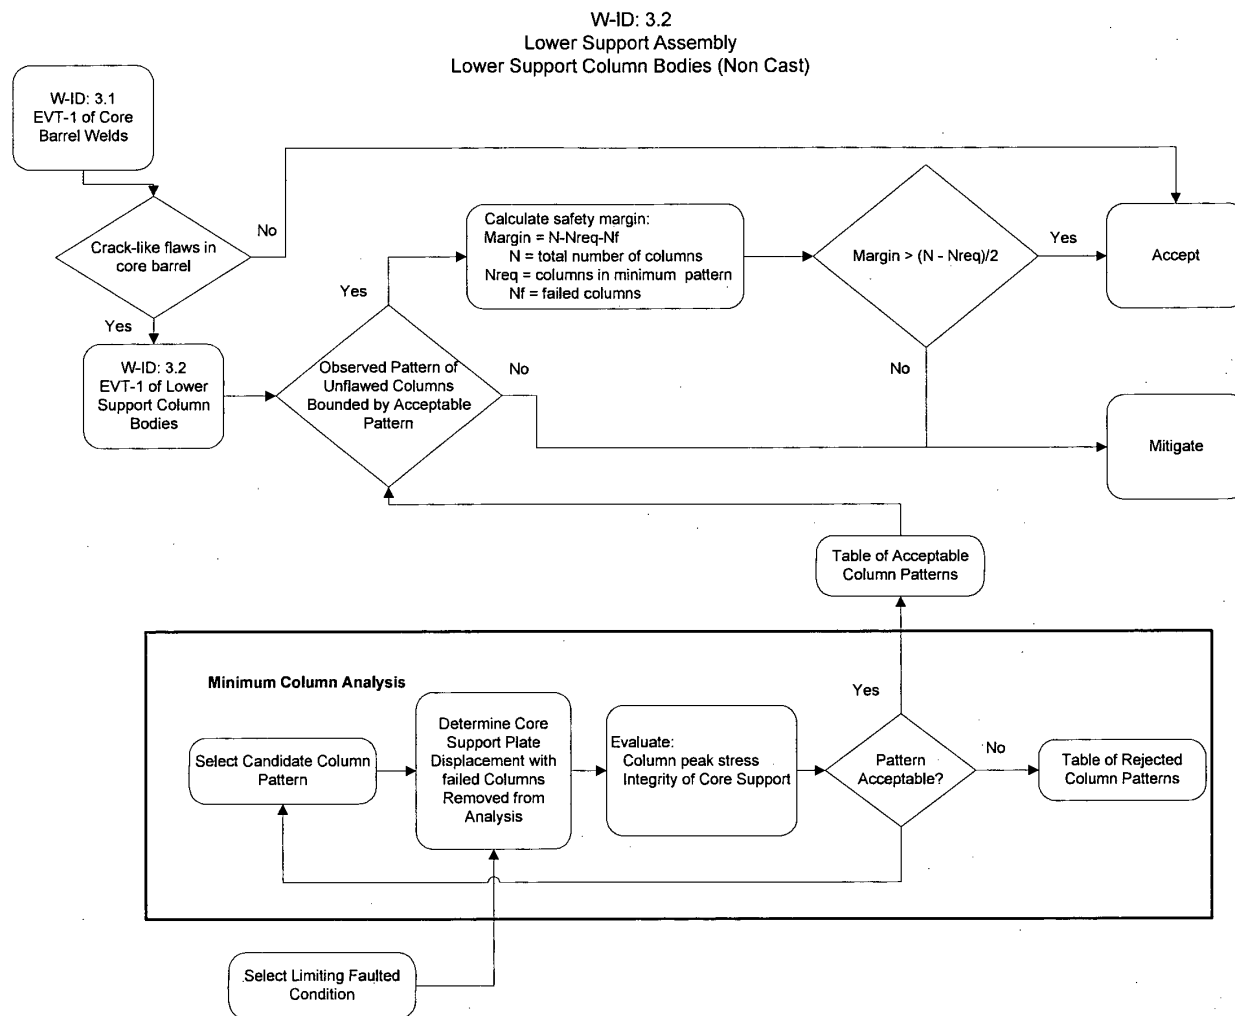 W-ID: 3.2
Lower Support Assembly
Lower Support Column Bodies (Non Cast)
W-ID: 3.1
EVT-1 of Core
Barrel Welds
Crack-like flaws in
core barrel
No
Yes
W-ID: 3.2
EVT-1 of Lower
Support Column
Bodies
Observed Pattern of
Unflawed Columns
Bounded by Acceptable
Pattern
Yes
No
Calculate safety margin:
Margin = N-Nreq-Nf
N = total number of columns
Nreq = columns in minimum pattern
Nf = failed columns
Margin > (N - Nreq)/2
Yes
No
Accept
Mitigate
Table of Acceptable
Column Patterns
Minimum Column Analysis
Select Candidate Column
Pattern
Determine Core
Support Plate
Displacement with
failed Columns
Removed from
Analysis
Evaluate:
Column peak stress
Integrity of Core Support
Pattern
Acceptable?
Yes
No
Table of Rejected
Column Patterns
Select Limiting Faulted
Condition